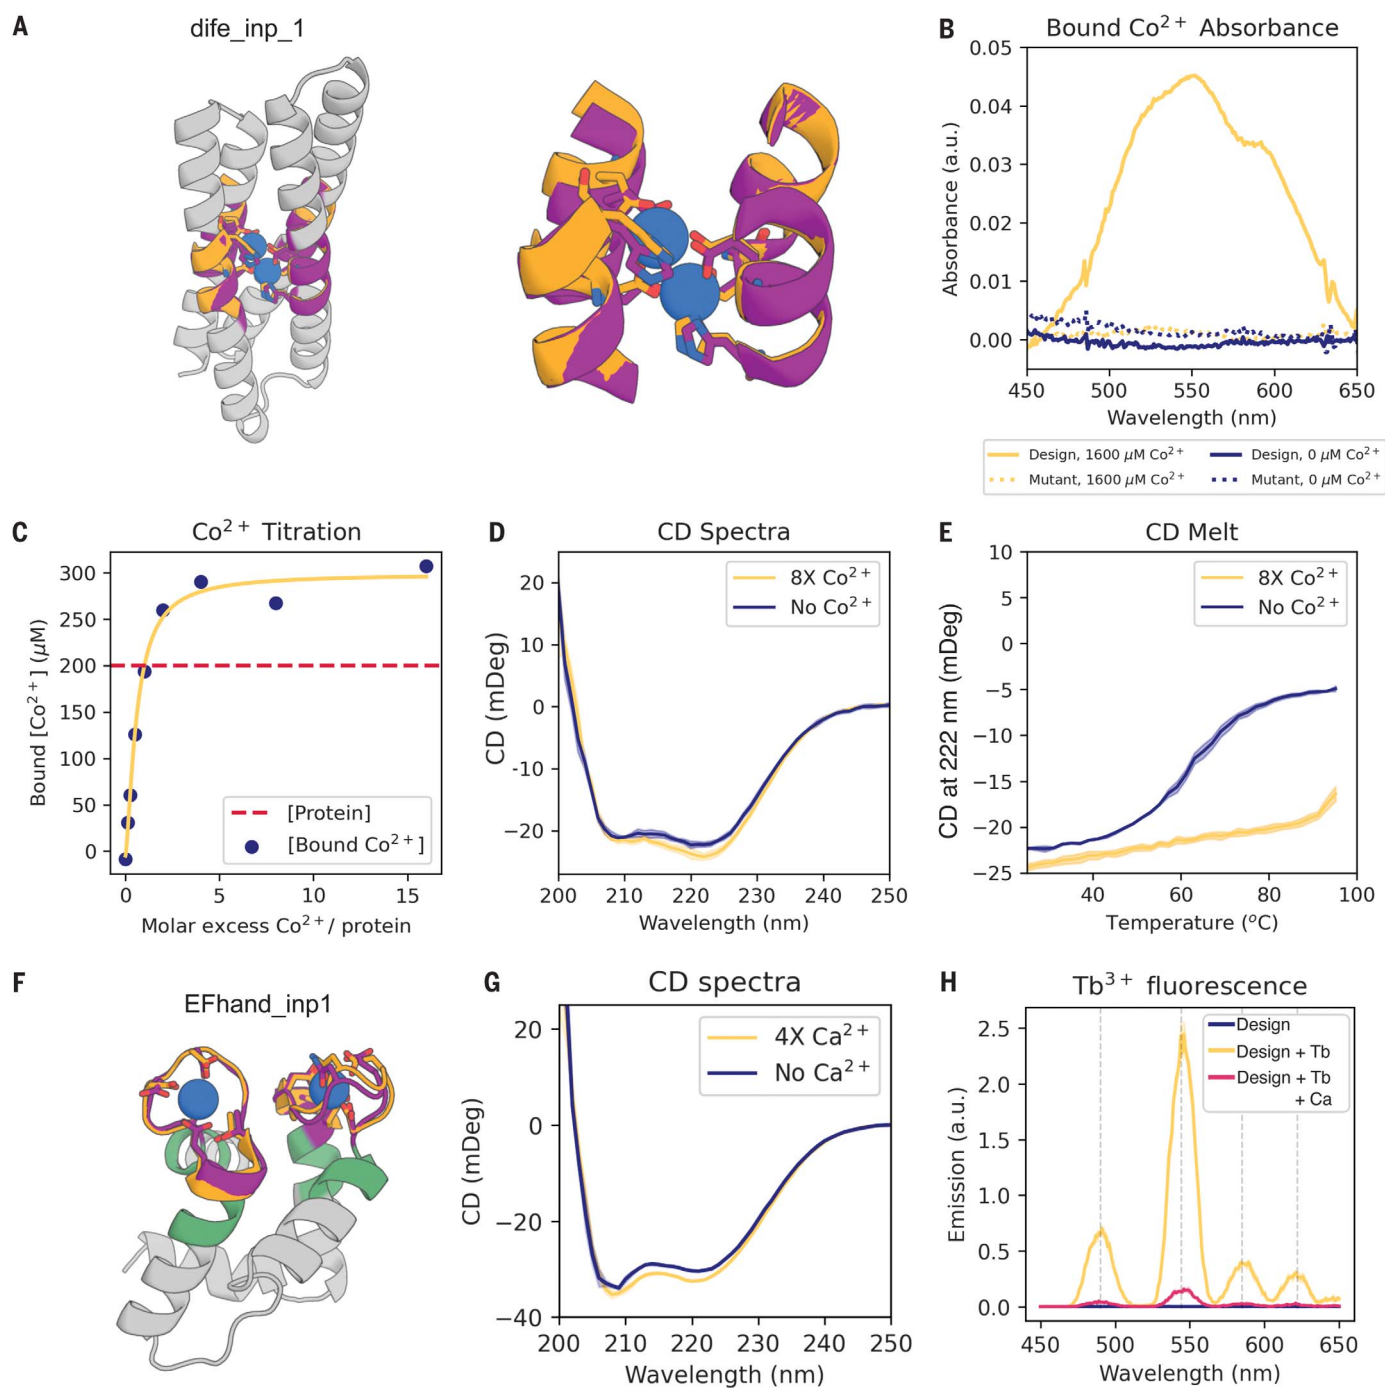 A
dife_inp_1
B
Bound Co²⁺ Absorbance
Absorbance (a.u.)
0.05
0.04
0.03
0.02
0.01
0.00
450 500 550 600 650
Wavelength (nm)
Design, 1600 μM Co²⁺ Design, 0 μM Co²⁺
Mutant, 1600 μM Co²⁺ Mutant, 0 μM Co²⁺
C
Co²⁺ Titration
Bound [Co²⁺] (μM)
300
250
200
150
100
50
0
[Protein]
[Bound Co²⁺]
0 5 10 15
Molar excess Co²⁺/ protein
D
CD Spectra
CD (mDeg)
20
10
0
-10
−20
8X Co²⁺
No Co²⁺
200 210 220 230 240 250
Wavelength (nm)
E
CD Melt
CD at 222 nm (mDeg)
10
5
0
−5
−10
−15
−20
−25
8X Co²⁺
No Co²⁺
40 60 80 100
Temperature (°C)
F
EFhand_inp1
G
CD spectra
CD (mDeg)
20
0
−20
−40
4X Ca²⁺
No Ca²⁺
200 210 220 230 240 250
Wavelength (nm)
H
Tb³⁺ fluorescence
Emission (a.u.)
2.5
2.0
1.5
1.0
0.5
0.0
Design
Design + Tb
Design + Tb
+ Ca
450 500 550 600 650
Wavelength (nm)